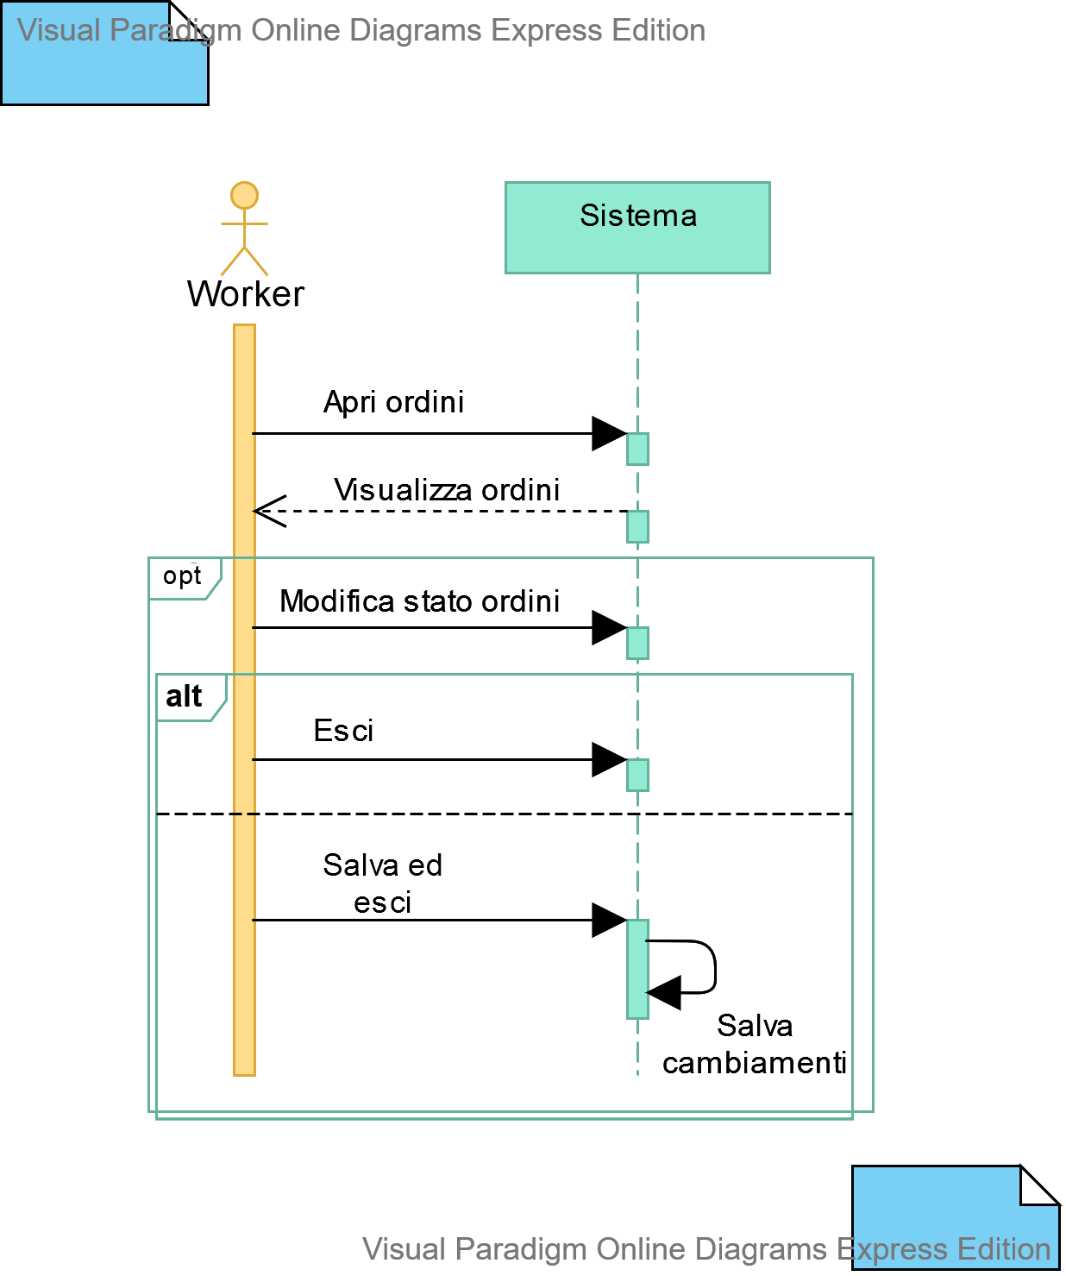 Visual Paradigm Online Diagrams Express Edition
Sistema
Worker
Apri ordini
Visualizza ordini
opt
Modifica stato ordini
alt
Esci
Salva ed
esci
Salva
cambiamenti
Visual Paradigm Online Diagrams Express Edition